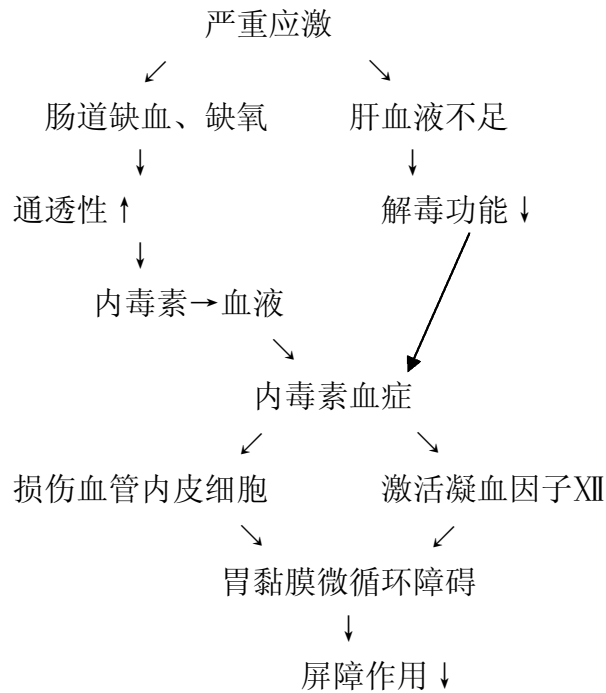 严重应激
↙ ↘
肠道缺血、缺氧 肝血液不足
↓ ↓
通透性↑ 解毒功能↓
↓
内毒素→血液
↘
内毒素血症
↙ ↘
损伤血管内皮细胞 激活凝血因子Ⅻ
↘ ↙
胃黏膜微循环障碍
↓
屏障作用↓